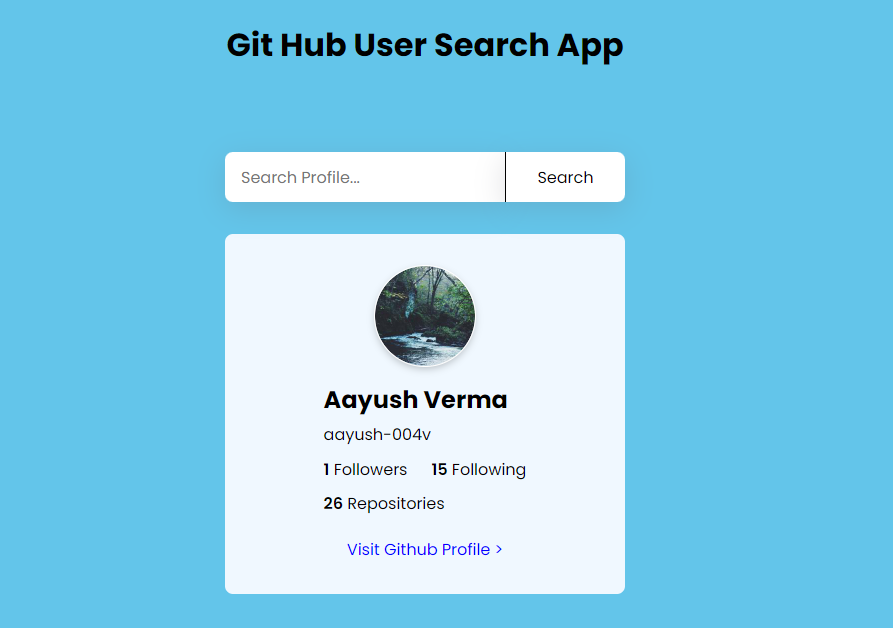 Git Hub User Search App
Search Profile... Search
Aayush Verma
aayush-004v
1 Followers 15 Following
26 Repositories
Visit Github Profile >